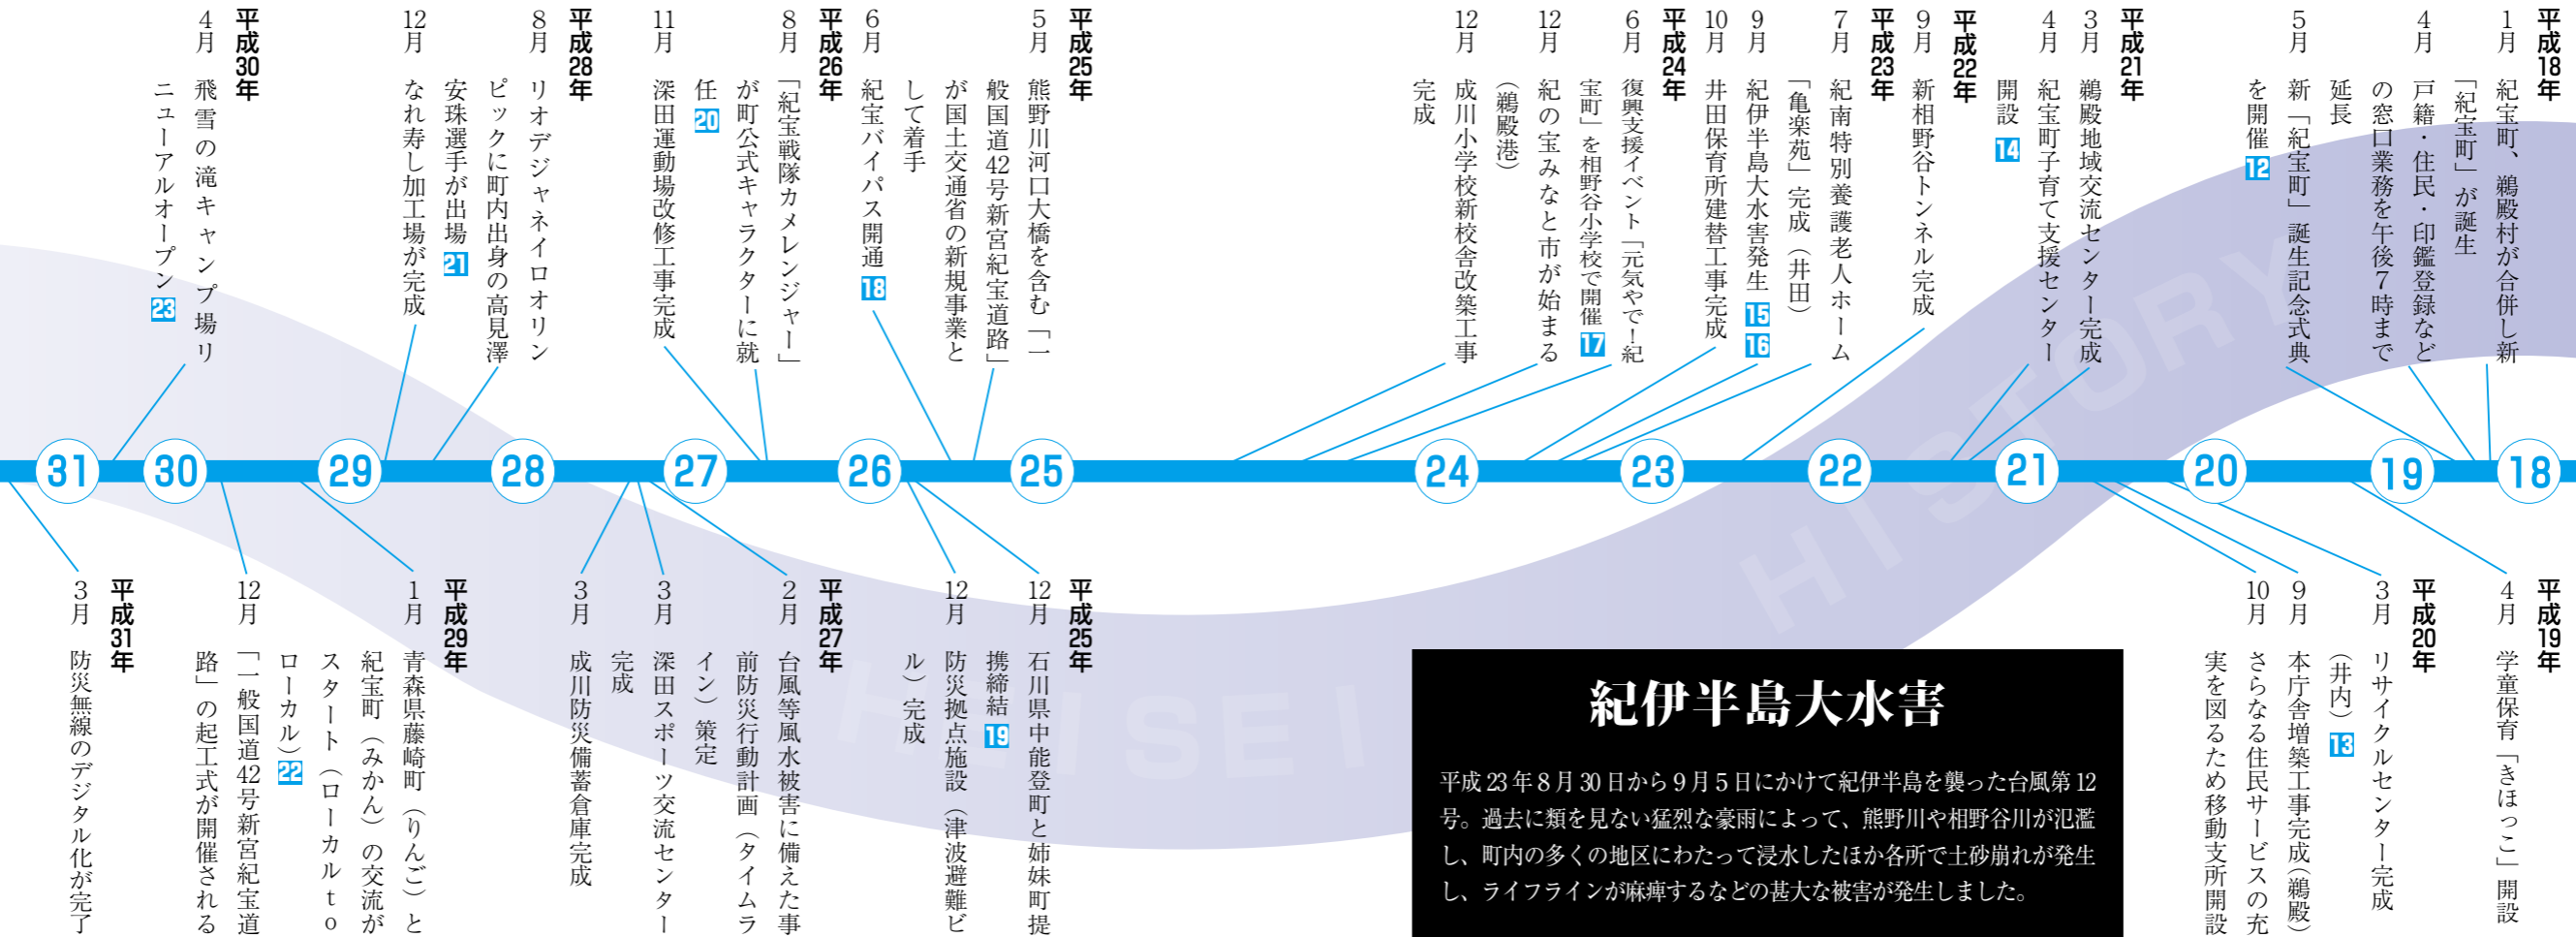 平成18年
1月 紀宝町、鵜殿村が合併し新
「紀宝町」が誕生
4月 戸籍・住民・印鑑登録など
の窓口業務を午後7時まで
延長
5月 新「紀宝町」誕生記念式典
を開催 12
平成21年
3月 鵜殿地域交流センター完成
4月 紀宝町子育て支援センター
開設 14
平成22年
9月 新相野谷トンネル完成
平成23年
7月 紀南特別養護老人ホーム
「亀楽苑」完成（井田）
9月 紀伊半島大水害発生 15 16
10月 井田保育所建替工事完成
平成24年
6月 復興支援イベント「元気やで！紀
宝町」を相野谷小学校で開催 17
12月 紀の宝みなと市が始まる
（鵜殿港）
12月 成川小学校新校舎改築工事
完成
平成25年
5月 熊野川河口大橋を含む「一
般国道42号新宮紀宝道路」
が国土交通省の新規事業と
して着手
6月 紀宝バイパス開通 18
平成26年
8月 「紀宝戦隊カメレンジャー」
が町公式キャラクターに就
任 20
11月 深田運動場改修工事完成
平成28年
8月 リオデジャネイロオリン
ピックに町内出身の高見澤
安珠選手が出場 21
12月 なれ寿し加工場が完成
平成30年
4月 飛雪の滝キャンプ場リ
ニューアルオープン 23
31 30 29 28 27 26 25 24 23 22 21 20 19 18
HEISEI HISTORY
平成19年
4月 学童保育「きほっこ」開設
平成20年
3月 リサイクルセンター完成
（井内） 13
9月 本庁舎増築工事完成（鵜殿）
10月 さらなる住民サービスの充
実を図るため移動支所開設
平成25年
12月 石川県中能登町と姉妹町提
携締結 19
12月 防災拠点施設（津波避難ビ
ル）完成
平成27年
2月 台風等風水被害に備えた事
前防災行動計画（タイムラ
イン）策定
3月 深田スポーツ交流センター
完成
3月 成川防災備蓄倉庫完成
平成29年
1月 青森県藤崎町（りんご）と
紀宝町（みかん）の交流が
スタート（ローカルto
ローカル） 22
12月 「一般国道42号新宮紀宝道
路」の起工式が開催される
平成31年
3月 防災無線のデジタル化が完了
紀伊半島大水害
平成23年8月30日から9月5日にかけて紀伊半島を襲った台風第12
号。過去に類を見ない猛烈な豪雨によって、熊野川や相野谷川が氾濫
し、町内の多くの地区にわたって浸水したほか各所で土砂崩れが発生
し、ライフラインが麻痺するなどの甚大な被害が発生しました。